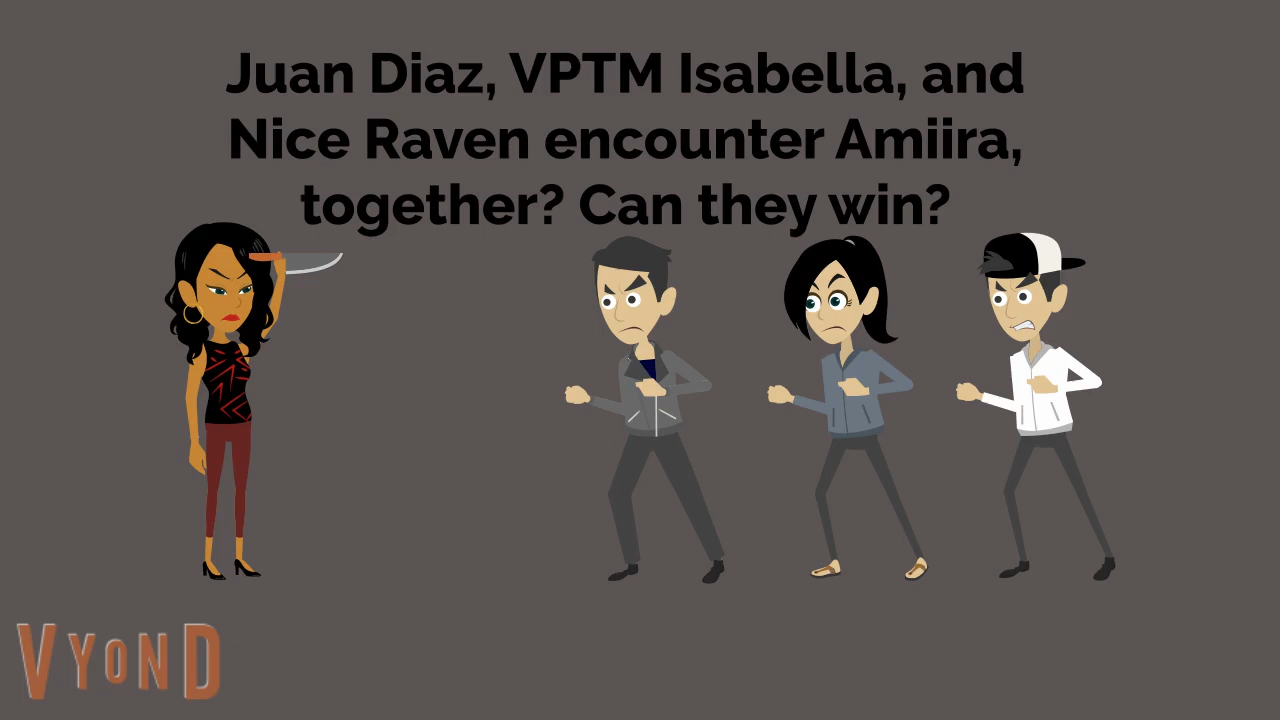 Juan Diaz, VPTM Isabella, and
Nice Raven encounter Amiira,
together? Can they win?
VYOND